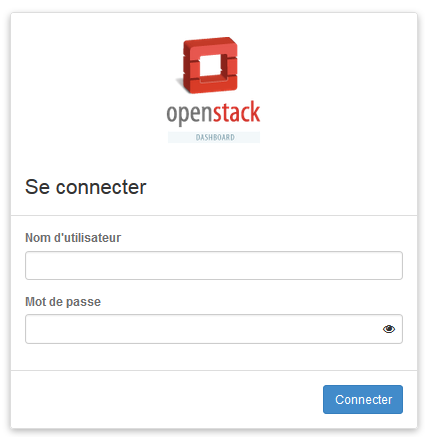 openstack
DASHBOARD
Se connecter
Nom d'utilisateur
Mot de passe
Connecter